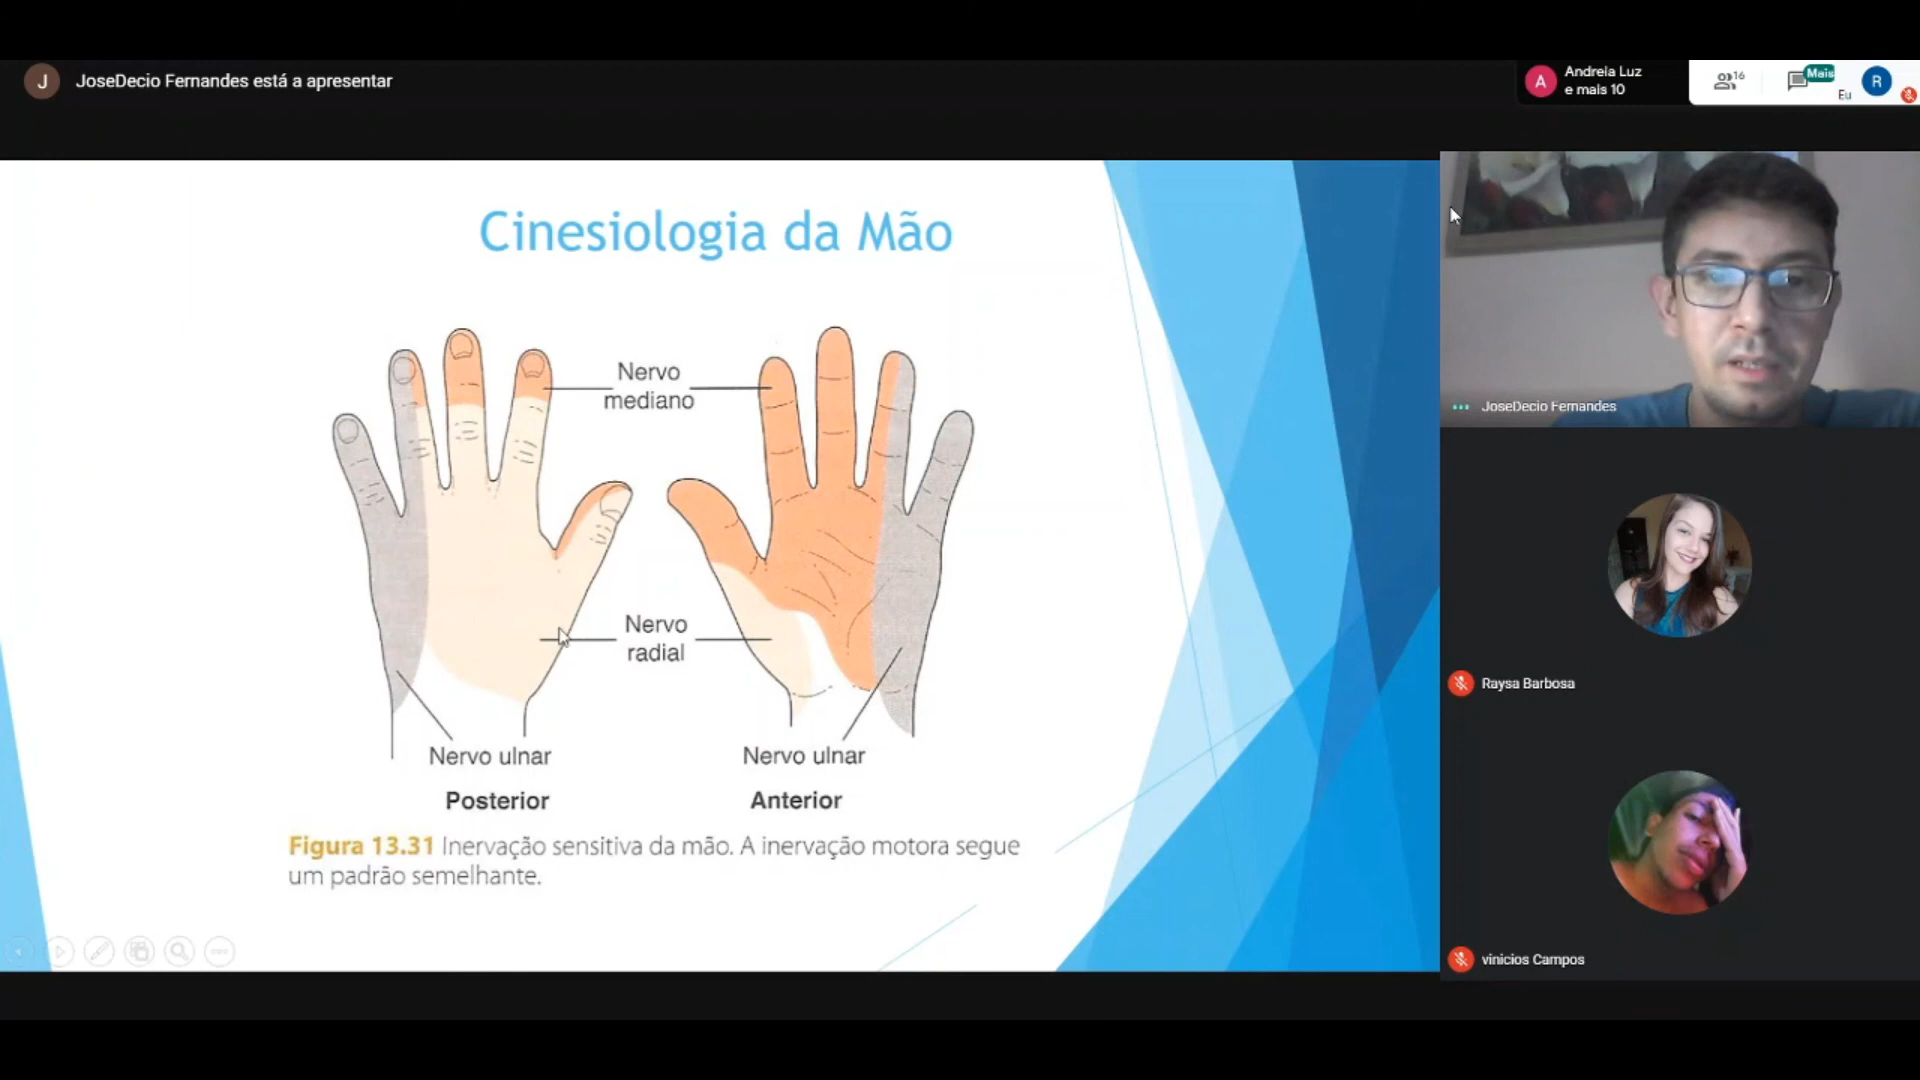 J
JoseDecio Fernandes está a apresentar
A
Andreia Luz
e mais 10
16
Mais
Eu
R
Cinesiologia da Mão
Nervo
mediano
Nervo
radial
Nervo ulnar
Nervo ulnar
Posterior
Anterior
Figura 13.31 Inervação sensitiva da mão. A inervação motora segue
um padrão semelhante.
JoseDecio Fernandes
Raysa Barbosa
vinicios Campos